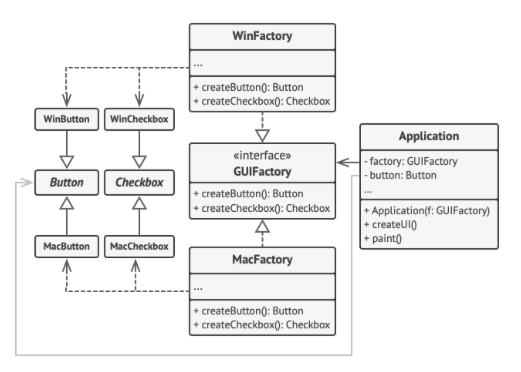 WinFactory
...
+ createButton(): Button
+ createCheckbox(): Checkbox
WinButton
WinCheckbox
Button
Checkbox
MacButton
MacCheckbox
«interface»
GUIFactory
+ createButton(): Button
+ createCheckbox(): Checkbox
Application
- factory: GUIFactory
- button: Button
...
+ Application(f: GUIFactory)
+ createUI()
+ paint()
MacFactory
...
+ createButton(): Button
+ createCheckbox(): Checkbox